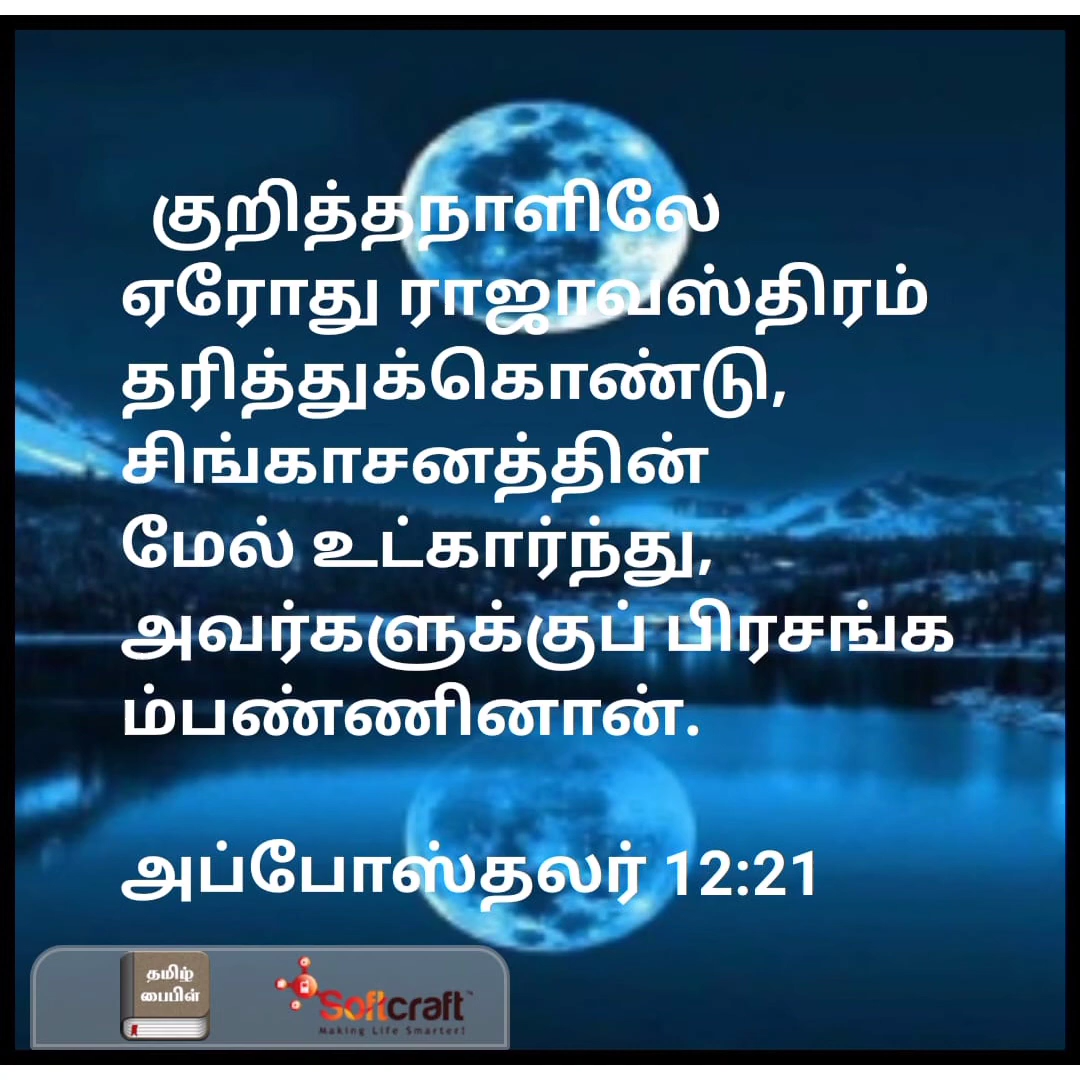 குறித்தநாளிலே
ஏரோது ராஜாவஸ்திரம்
தரித்துக்கொண்டு,
சிங்காசனத்தின்
மேல் உட்கார்ந்து,
அவர்களுக்குப் பிரசங்க
ம்பண்ணினான்.
அப்போஸ்தலர் 12:21
தமிழ்
பைபிள்
Softcraft™
Making Life Smarter!